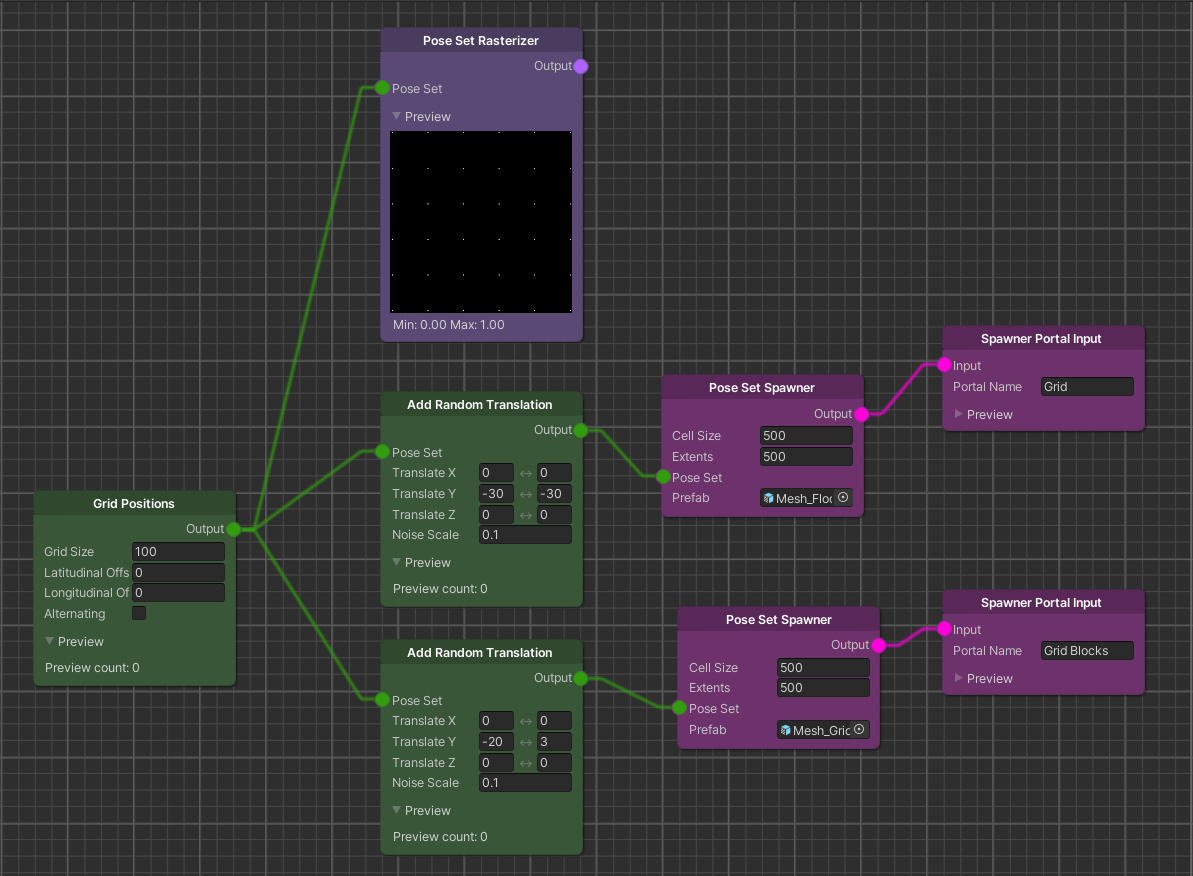 Pose Set Rasterizer
Output
Pose Set
Preview
Min: 0.00 Max: 1.00
Grid Positions
Output
Grid Size 100
Latitudinal Offs 0
Longitudinal Of 0
Alternating
Preview
Preview count: 0
Add Random Translation
Output
Pose Set
Translate X 0 ↔ 0
Translate Y -30 ↔ -30
Translate Z 0 ↔ 0
Noise Scale 0.1
Preview
Preview count: 0
Add Random Translation
Output
Pose Set
Translate X 0 ↔ 0
Translate Y -20 ↔ 3
Translate Z 0 ↔ 0
Noise Scale 0.1
Preview
Preview count: 0
Pose Set Spawner
Output
Cell Size 500
Extents 500
Pose Set
Prefab Mesh_Floo
Spawner Portal Input
Input
Portal Name Grid
Preview
Pose Set Spawner
Output
Cell Size 500
Extents 500
Pose Set
Prefab Mesh_Gric
Spawner Portal Input
Input
Portal Name Grid Blocks
Preview